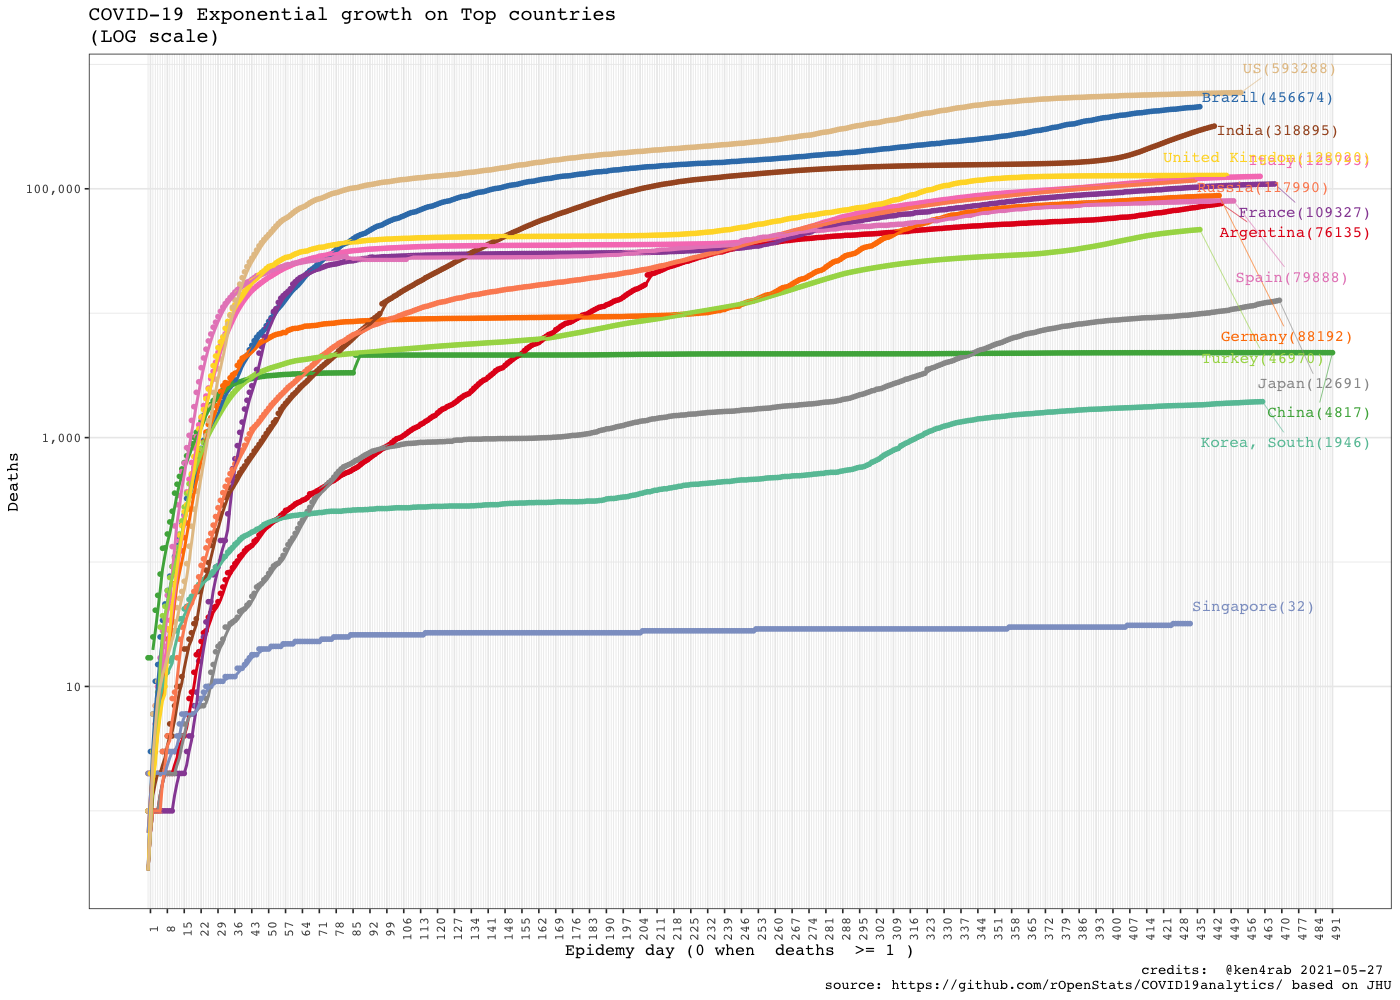 COVID-19 Exponential growth on Top countries
(LOG scale)
US(593288)
Brazil(456674)
India(318895)
United
Italy(125793)
Russia(117990)
France(109327)
Argentina(76135)
Spain(79888)
Germany(88192)
Turkey(46970)
Japan(12691)
China(4817)
Korea, South(1946)
Singapore(32)
100,000
1,000
10
Deaths
1 8 15 22 29 36 43 50 57 64 71 78 85 92 99 106 113 120 127 134 141 148 155 162 169 176 183 190 197 204 211 218 225 232 239 246 253 260 267 274 281 288 295 302 309 316 323 330 337 344 351 358 365 372 379 386 393 400 407 414 421 428 435 442 449 456 463 470 477 484 491
Epidemy day (0 when  deaths  >= 1 )
credits:  @ken4rab 2021-05-27
source: https://github.com/rOpenStats/COVID19analytics/ based on JHU